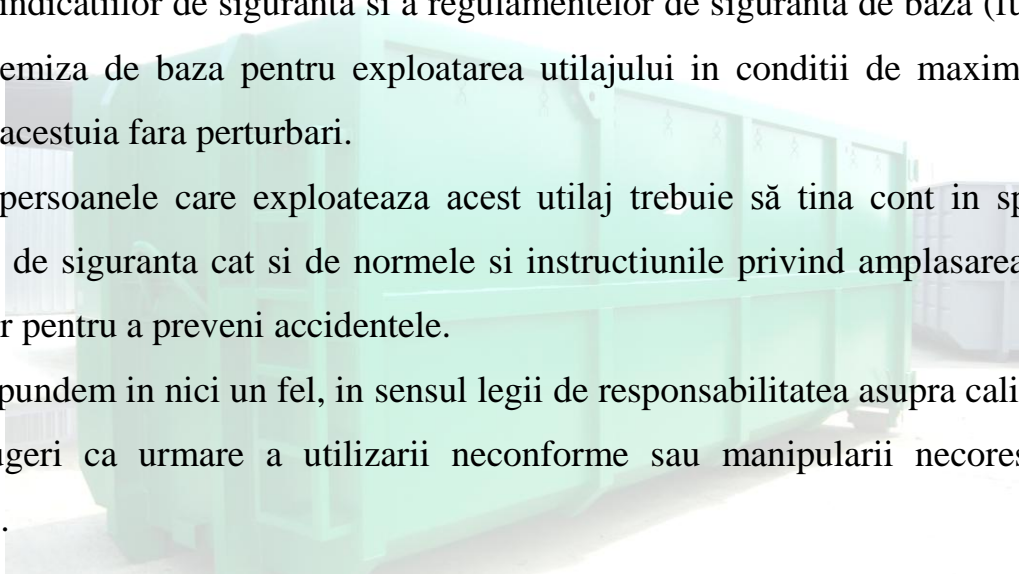 indicatiilor de siguranta si a regulamentelor de siguranta de baza (fu
emiza de baza pentru exploatarea utilajului in conditii de maxim
acestuia fara perturbari.
persoanele care exploateaza acest utilaj trebuie să tina cont in sp
de siguranta cat si de normele si instructiunile privind amplasarea
r pentru a preveni accidentele.
pundem in nici un fel, in sensul legii de responsabilitatea asupra cali
ugeri ca urmare a utilizarii neconforme sau manipularii necores
.